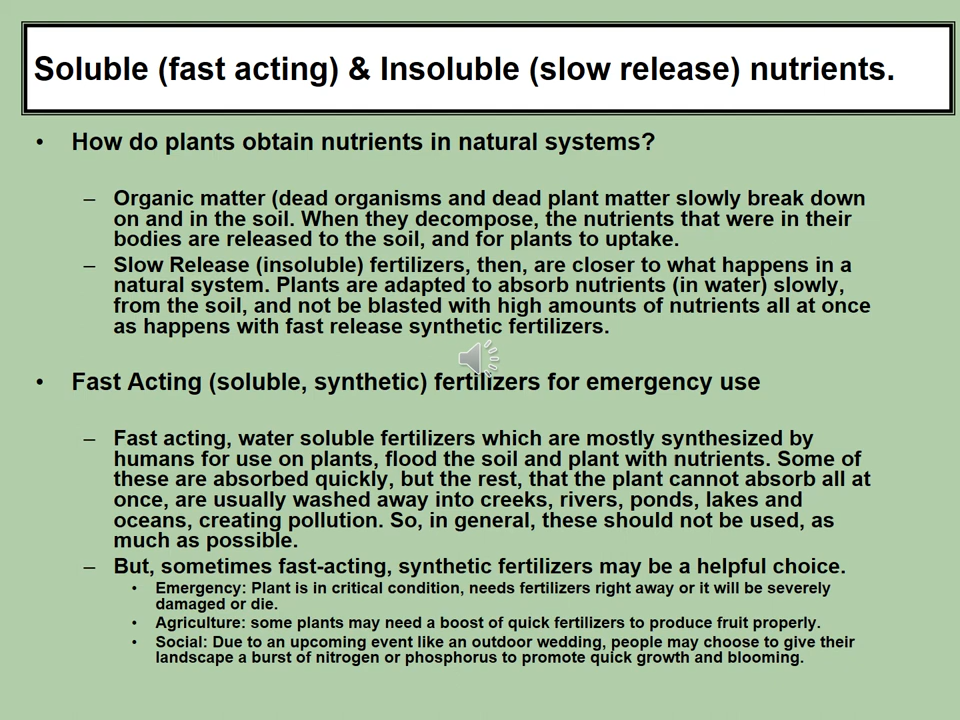 Soluble (fast acting) & Insoluble (slow release) nutrients.
• How do plants obtain nutrients in natural systems?
– Organic matter (dead organisms and dead plant matter slowly break down
on and in the soil. When they decompose, the nutrients that were in their
bodies are released to the soil, and for plants to uptake.
– Slow Release (insoluble) fertilizers, then, are closer to what happens in a
natural system. Plants are adapted to absorb nutrients (in water) slowly,
from the soil, and not be blasted with high amounts of nutrients all at once
as happens with fast release synthetic fertilizers.
• Fast Acting (soluble, synthetic) fertilizers for emergency use
– Fast acting, water soluble fertilizers which are mostly synthesized by
humans for use on plants, flood the soil and plant with nutrients. Some of
these are absorbed quickly, but the rest, that the plant cannot absorb all at
once, are usually washed away into creeks, rivers, ponds, lakes and
oceans, creating pollution. So, in general, these should not be used, as
much as possible.
– But, sometimes fast-acting, synthetic fertilizers may be a helpful choice.
• Emergency: Plant is in critical condition, needs fertilizers right away or it will be severely
damaged or die.
• Agriculture: some plants may need a boost of quick fertilizers to produce fruit properly.
• Social: Due to an upcoming event like an outdoor wedding, people may choose to give their
landscape a burst of nitrogen or phosphorus to promote quick growth and blooming.